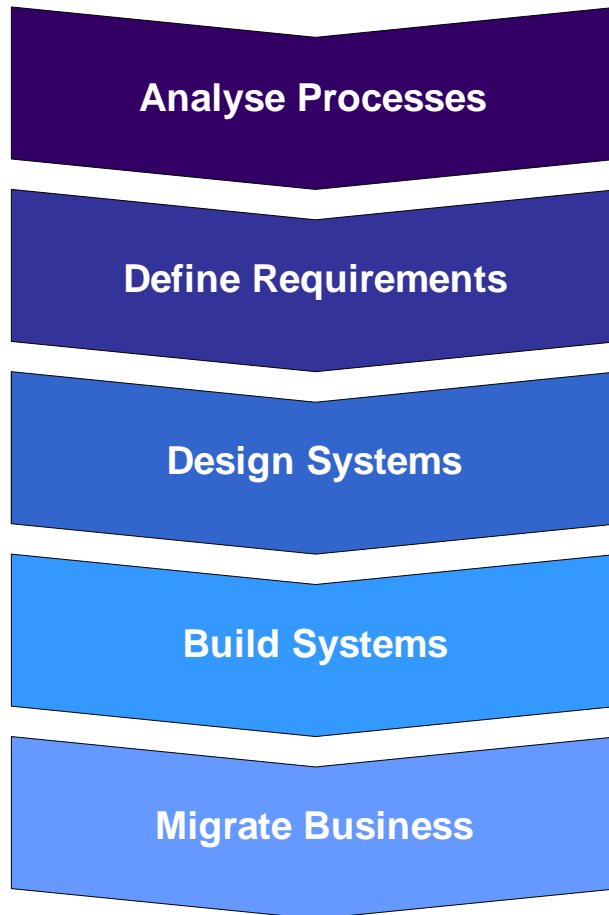 Analyse Processes
Define Requirements
Design Systems
Build Systems
Migrate Business